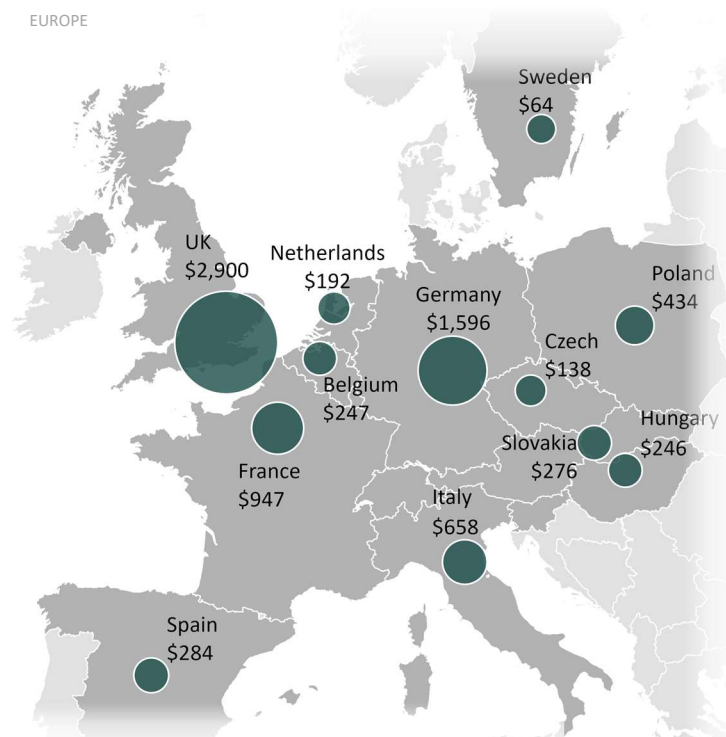 EUROPE
Sweden
$64
UK
$2,900
Netherlands
$192
Germany
$1,596
Poland
$434
Czech
$138
Belgium
$247
Hungary
$246
Slovakia
$276
France
$947
Italy
$658
Spain
$284